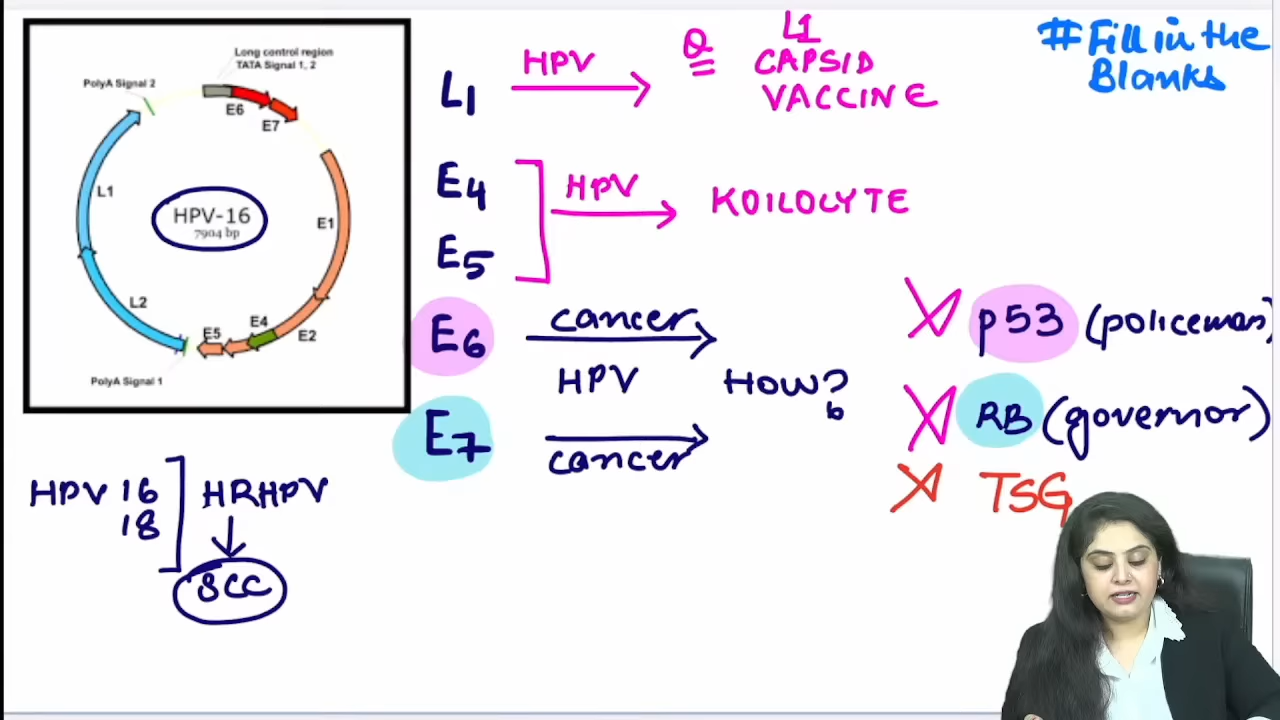 Long control region
TATA Signal 1, 2
PolyA Signal 2
E6
E7
L1
HPV-16
7904 bp
E1
L2
E5
E4
E2
PolyA Signal 1
HPV 16
18
HRHPV
SCC
L1 HPV Q L1
CAPSID
VACCINE
E4
E5
HPV KOILOLYTE
E6 cancer
HPV HOW?
E7 cancer
p53 (policeman)
RB (governor)
TSG
#Fill in the
Blanks